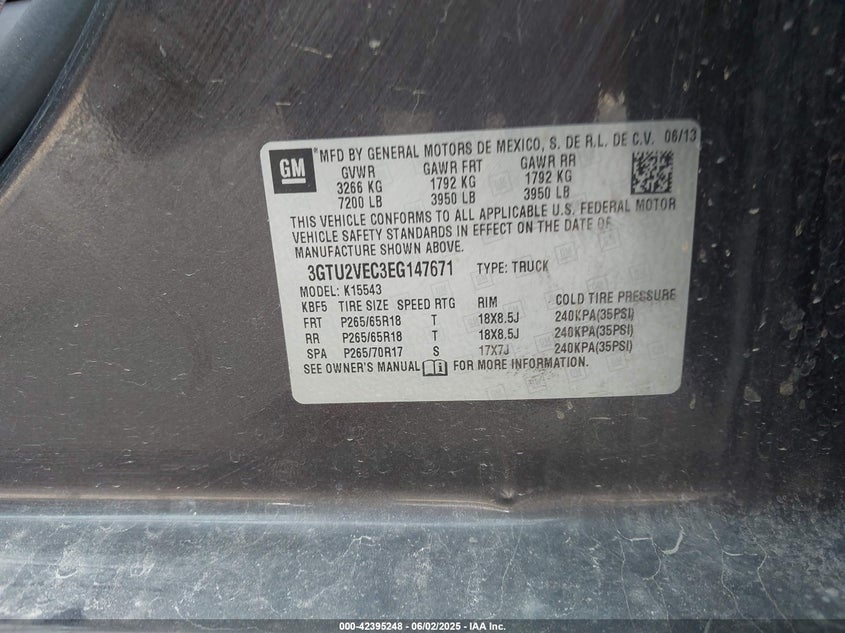 GM
*MFD BY GENERAL MOTORS DE MEXICO, S. DE R.L. DE C.V. 06/13
GVWR GAWR FRT GAWR RR
3266 KG 1792 KG 1792 KG
7200 LB 3950 LB 3950 LB
THIS VEHICLE CONFORMS TO ALL APPLICABLE U.S. FEDERAL MOTOR
VEHICLE SAFETY STANDARDS IN EFFECT ON THE DATE OF
MANUFACTURE SHOWN ABOVE.
3GTU2VEC3EG147671 TYPE: TRUCK
MODEL: K15543
KBF5 TIRE SIZE SPEED RTG RIM COLD TIRE PRESSURE
FRT P265/65R18 T 18X8.5J 240KPA(35PSI)
RR P265/65R18 T 18X8.5J 240KPA(35PSI)
SPA P265/70R17 S 17X7J 240KPA(35PSI)
SEE OWNER'S MANUAL FOR MORE INFORMATION.
000-42395248 - 06/02/2025 - IAA Inc.